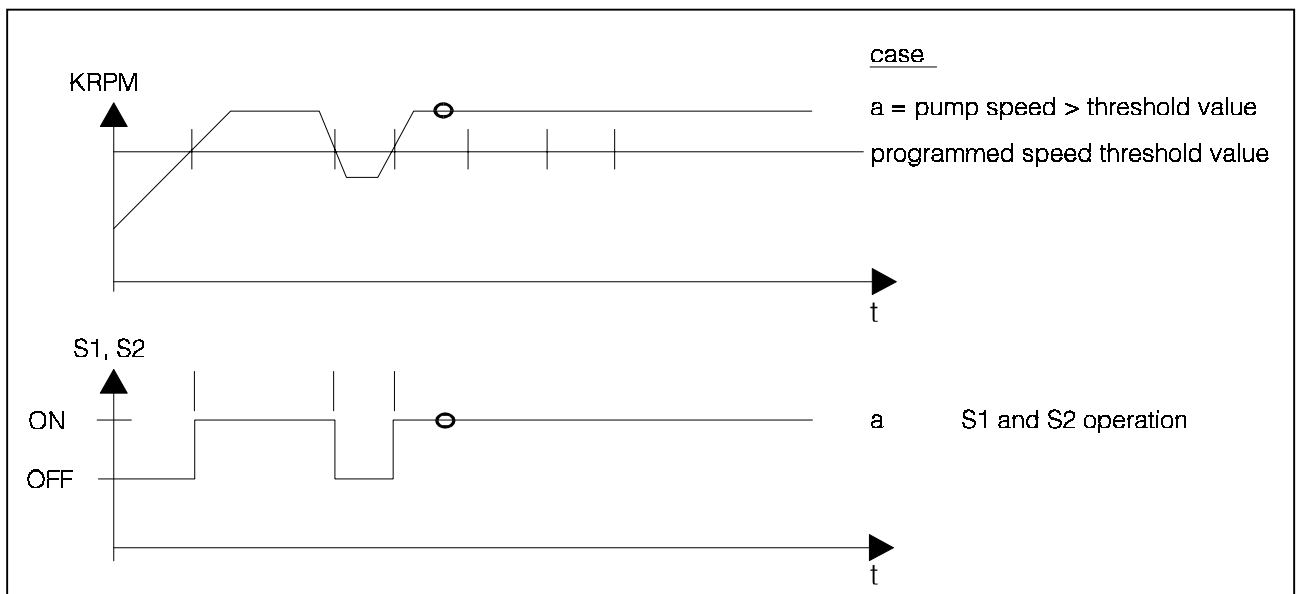 case
KRPM
a = pump speed > threshold value
programmed speed threshold value
t
S1, S2
ON
a S1 and S2 operation
OFF
t